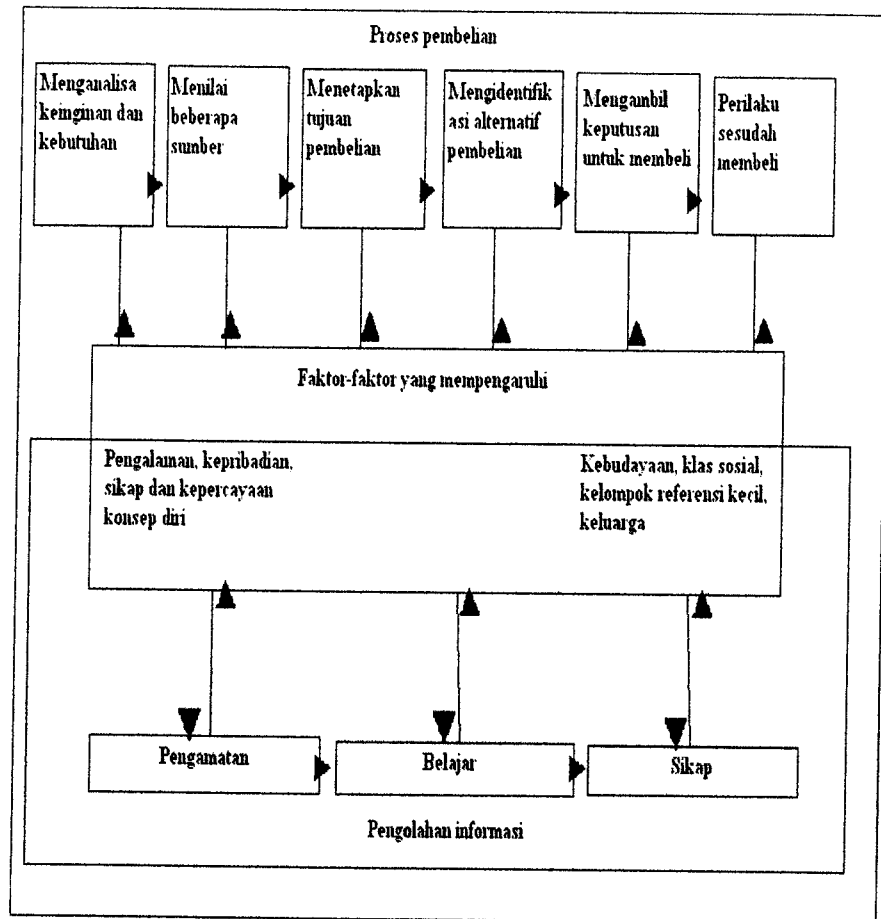 Proses pembelian
Menganalisa
keinginan dan
kebutuhan
Menilai
beberapa
sumber
Menetapkan
tujuan
pembelian
Mengidentifik
asi alternatif
pembelian
Mengambil
keputusan
untuk membeli
Perilaku
sesudah
membeli
Faktor-faktor yang mempengaruhi
Pengalaman, kepribadian,
sikap dan kepercayaan
konsep diri
Kebudayaan, klas sosial,
kelompok referensi kecil,
keluarga
Pengamatan
Belajar
Sikap
Pengolahan informasi